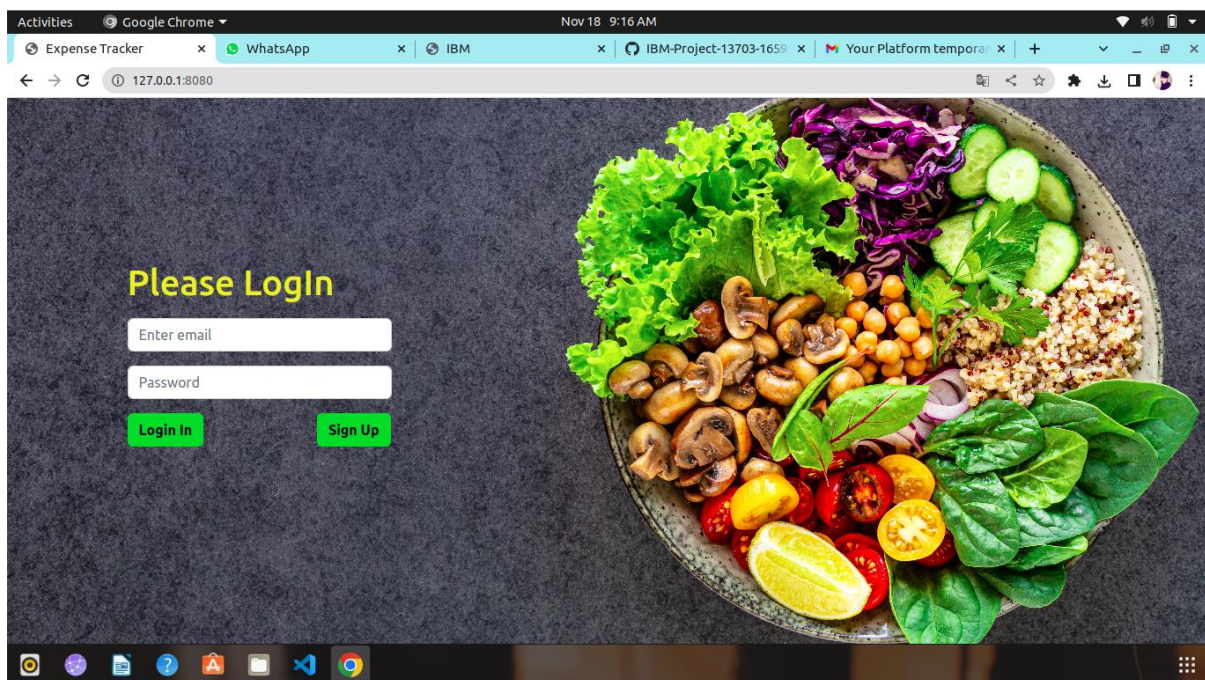 Activities Google Chrome Nov 18 9:16 AM
Expense Tracker WhatsApp IBM IBM-Project-13703-1659 Your Platform temporar
127.0.0.1:8080
Please LogIn
Enter email
Password
Login In Sign Up